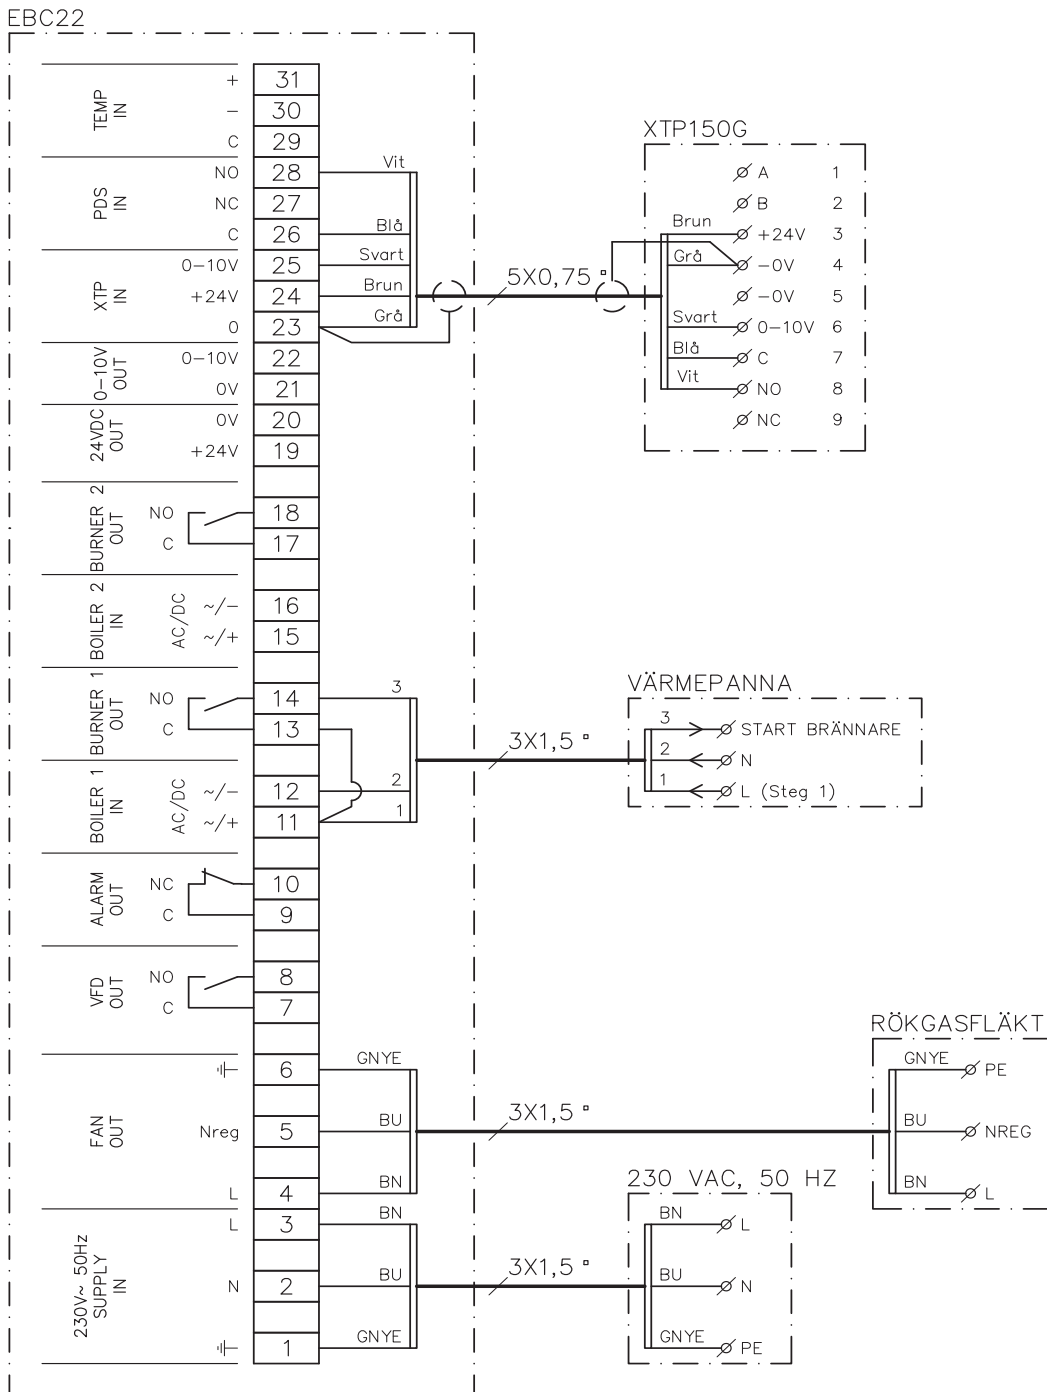 EBC22
TEMP
IN
+ 31
– 30
C 29
PDS
IN
NO 28 Vit
NC 27
C 26 Blå
XTP
IN
0–10V 25 Svart
+24V 24 Brun
0 23 Grå
0–10V
OUT
0–10V 22
0V 21
24VDC
OUT
0V 20
+24V 19
BURNER 2
OUT
NO 18
C 17
BOILER 2
IN
AC/DC
~/– 16
~/+ 15
BURNER 1
OUT
NO 14 3
C 13
BOILER 1
IN
AC/DC
~/– 12 2
~/+ 11 1
ALARM
OUT
NC 10
C 9
VFD
OUT
NO 8
C 7
FAN
OUT
6 GNYE
Nreg 5 BU
L 4 BN
230V~ 50Hz
SUPPLY
IN
L 3 BN
N 2 BU
1 GNYE
5X0,75 ▫
XTP150G
A 1
B 2
Brun +24V 3
Grå –0V 4
–0V 5
Svart 0–10V 6
Blå C 7
Vit NO 8
NC 9
3X1,5 ▫
VÄRMEPANNA
3 START BRÄNNARE
2 N
1 L (Steg 1)
3X1,5 ▫
RÖKGASFLÄKT
GNYE PE
BU NREG
BN L
3X1,5 ▫
230 VAC, 50 HZ
BN L
BU N
GNYE PE